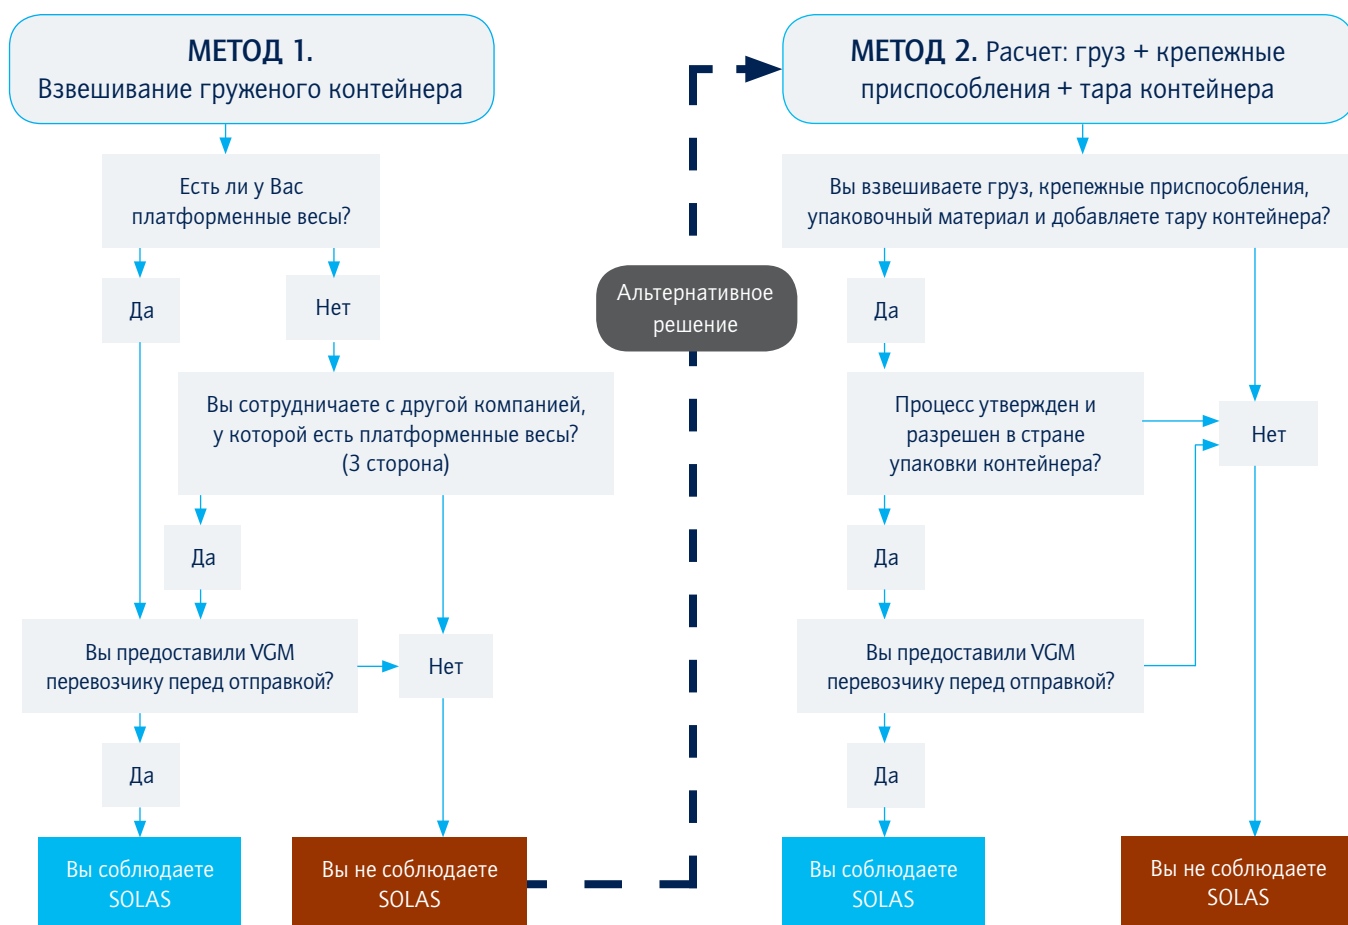 МЕТОД 1.
Взвешивание груженого контейнера
Есть ли у Вас
платформенные весы?
Да
Нет
Вы сотрудничаете с другой компанией,
у которой есть платформенные весы?
(3 сторона)
Да
Вы предоставили VGM
перевозчику перед отправкой?
Нет
Да
Вы соблюдаете
SOLAS
Вы не соблюдаете
SOLAS
Альтернативное
решение
МЕТОД 2. Расчет: груз + крепежные
приспособления + тара контейнера
Вы взвешиваете груз, крепежные приспособления,
упаковочный материал и добавляете тару контейнера?
Да
Процесс утвержден и
разрешен в стране
упаковки контейнера?
Нет
Да
Вы предоставили VGM
перевозчику перед отправкой?
Да
Вы соблюдаете
SOLAS
Вы не соблюдаете
SOLAS